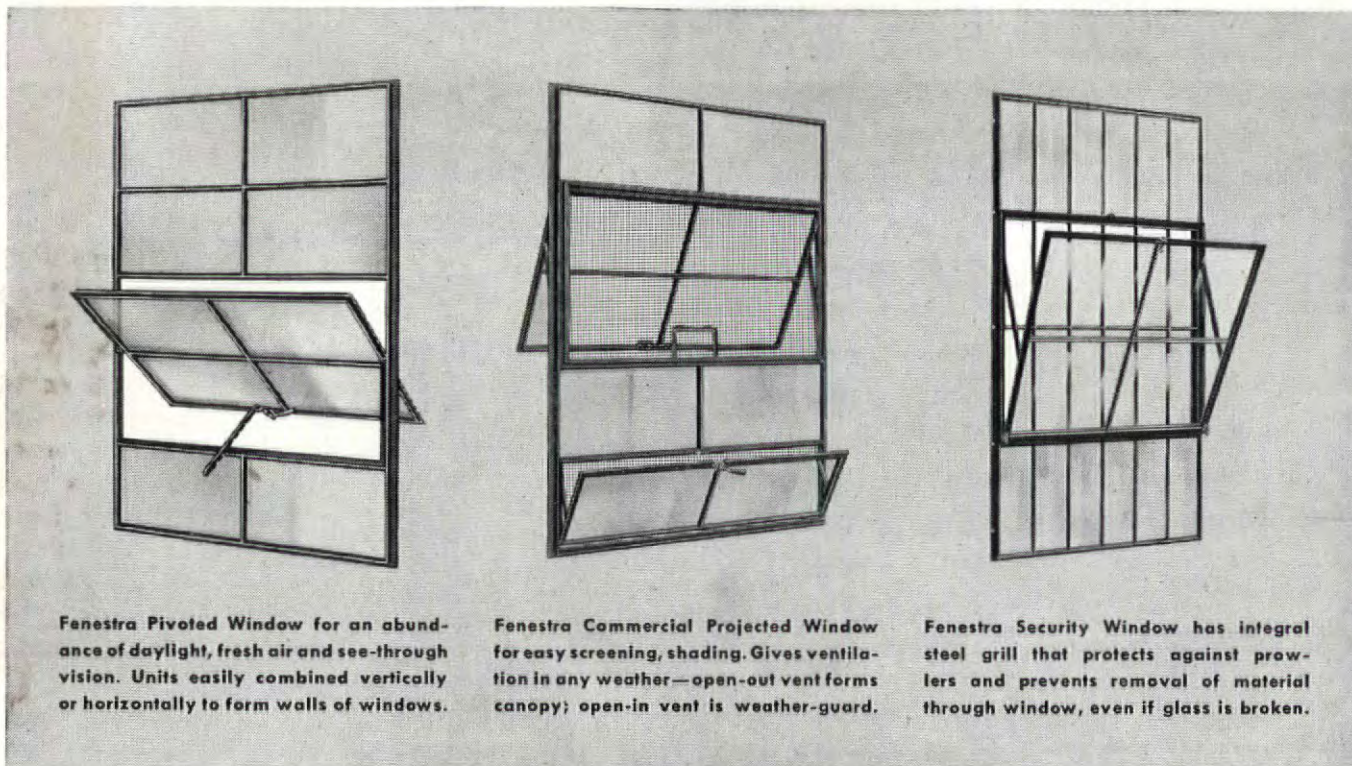 Fenestra Pivoted Window for an abund-
ance of daylight, fresh air and see-through
vision. Units easily combined vertically
or horizontally to form walls of windows.
Fenestra Commercial Projected Window
for easy screening, shading. Gives ventila-
tion in any weather—open-out vent forms
canopy; open-in vent is weather-guard.
Fenestra Security Window has integral
steel grill that protects against prow-
lers and prevents removal of material
through window, even if glass is broken.